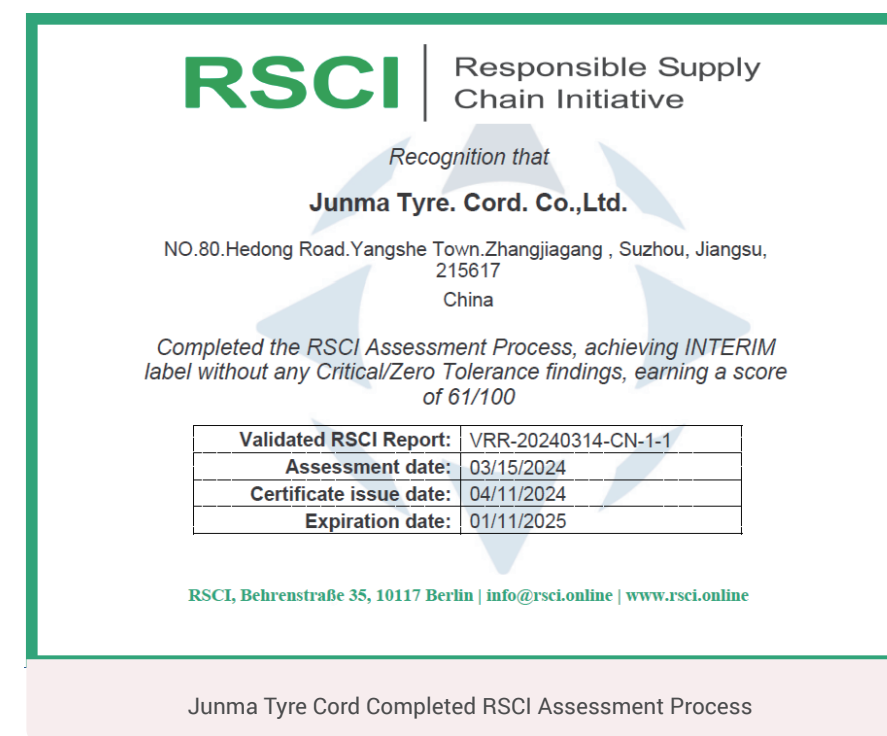 RSCI
Responsible Supply
Chain Initiative
Recognition that
Junma Tyre. Cord. Co.,Ltd.
NO.80.Hedong Road.Yangshe Town.Zhangjiagang , Suzhou, Jiangsu,
215617
China
Completed the RSCI Assessment Process, achieving INTERIM
label without any Critical/Zero Tolerance findings, earning a score
of 61/100
Validated RSCI Report: VRR-20240314-CN-1-1
Assessment date: 03/15/2024
Certificate issue date: 04/11/2024
Expiration date: 01/11/2025
RSCI, Behrenstraße 35, 10117 Berlin | info@rsci.online | www.rsci.online
Junma Tyre Cord Completed RSCI Assessment Process